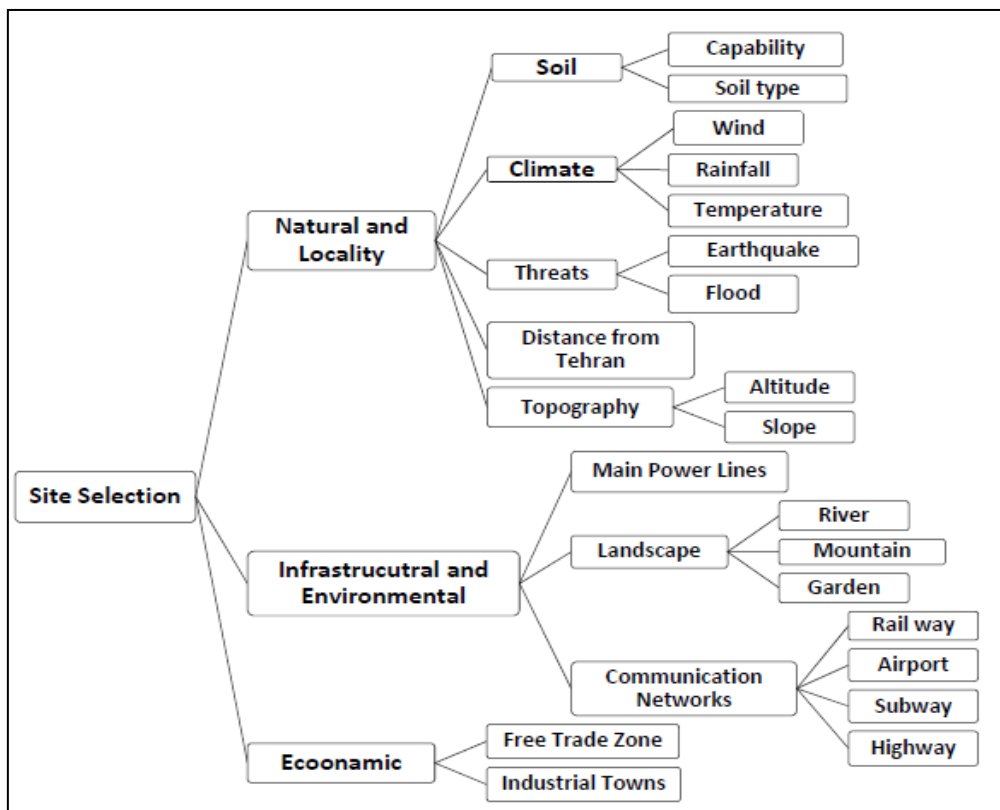 Site Selection
Natural and
Locality
Soil
Capability
Soil type
Climate
Wind
Rainfall
Temperature
Threats
Earthquake
Flood
Distance from
Tehran
Topography
Altitude
Slope
Infrastrucutral and
Environmental
Main Power Lines
Landscape
River
Mountain
Garden
Communication
Networks
Rail way
Airport
Subway
Highway
Ecoonamic
Free Trade Zone
Industrial Towns